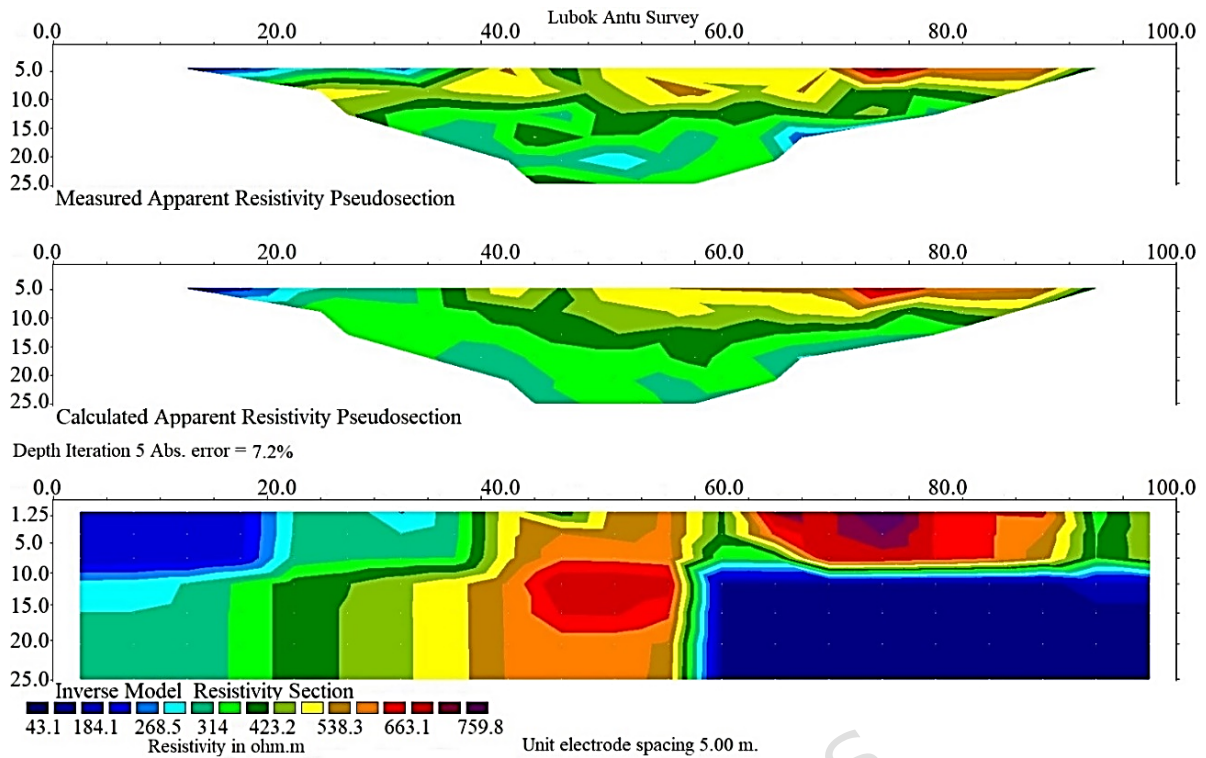 Lubok Antu Survey
0.0 20.0 40.0 60.0 80.0 100.0
5.0
10.0
15.0
20.0
25.0
Measured Apparent Resistivity Pseudosection
0.0 20.0 40.0 60.0 80.0 100.0
5.0
10.0
15.0
20.0
25.0
Calculated Apparent Resistivity Pseudosection
Depth Iteration 5 Abs. error = 7.2%
0.0 20.0 40.0 60.0 80.0 100.0
1.25
5.0
10.0
15.0
20.0
25.0
Inverse Model Resistivity Section
43.1 184.1 268.5 314 423.2 538.3 663.1 759.8
Resistivity in ohm.m Unit electrode spacing 5.00 m.